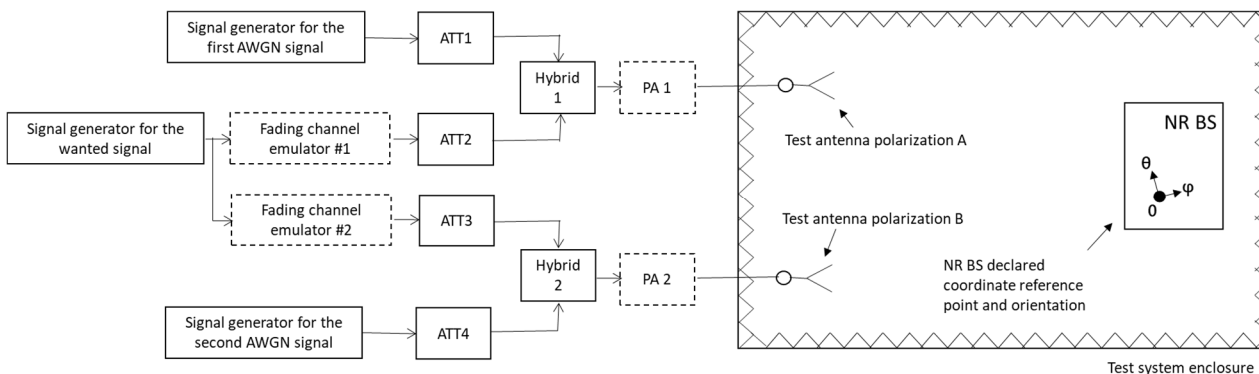 Signal generator for the
first AWGN signal
ATT1
Hybrid
1
PA 1
Signal generator for the
wanted signal
Fading channel
emulator #1
ATT2
Fading channel
emulator #2
ATT3
Hybrid
2
PA 2
Signal generator for the
second AWGN signal
ATT4
Test antenna polarization A
Test antenna polarization B
NR BS
θ
φ
0
NR BS declared
coordinate reference
point and orientation
Test system enclosure